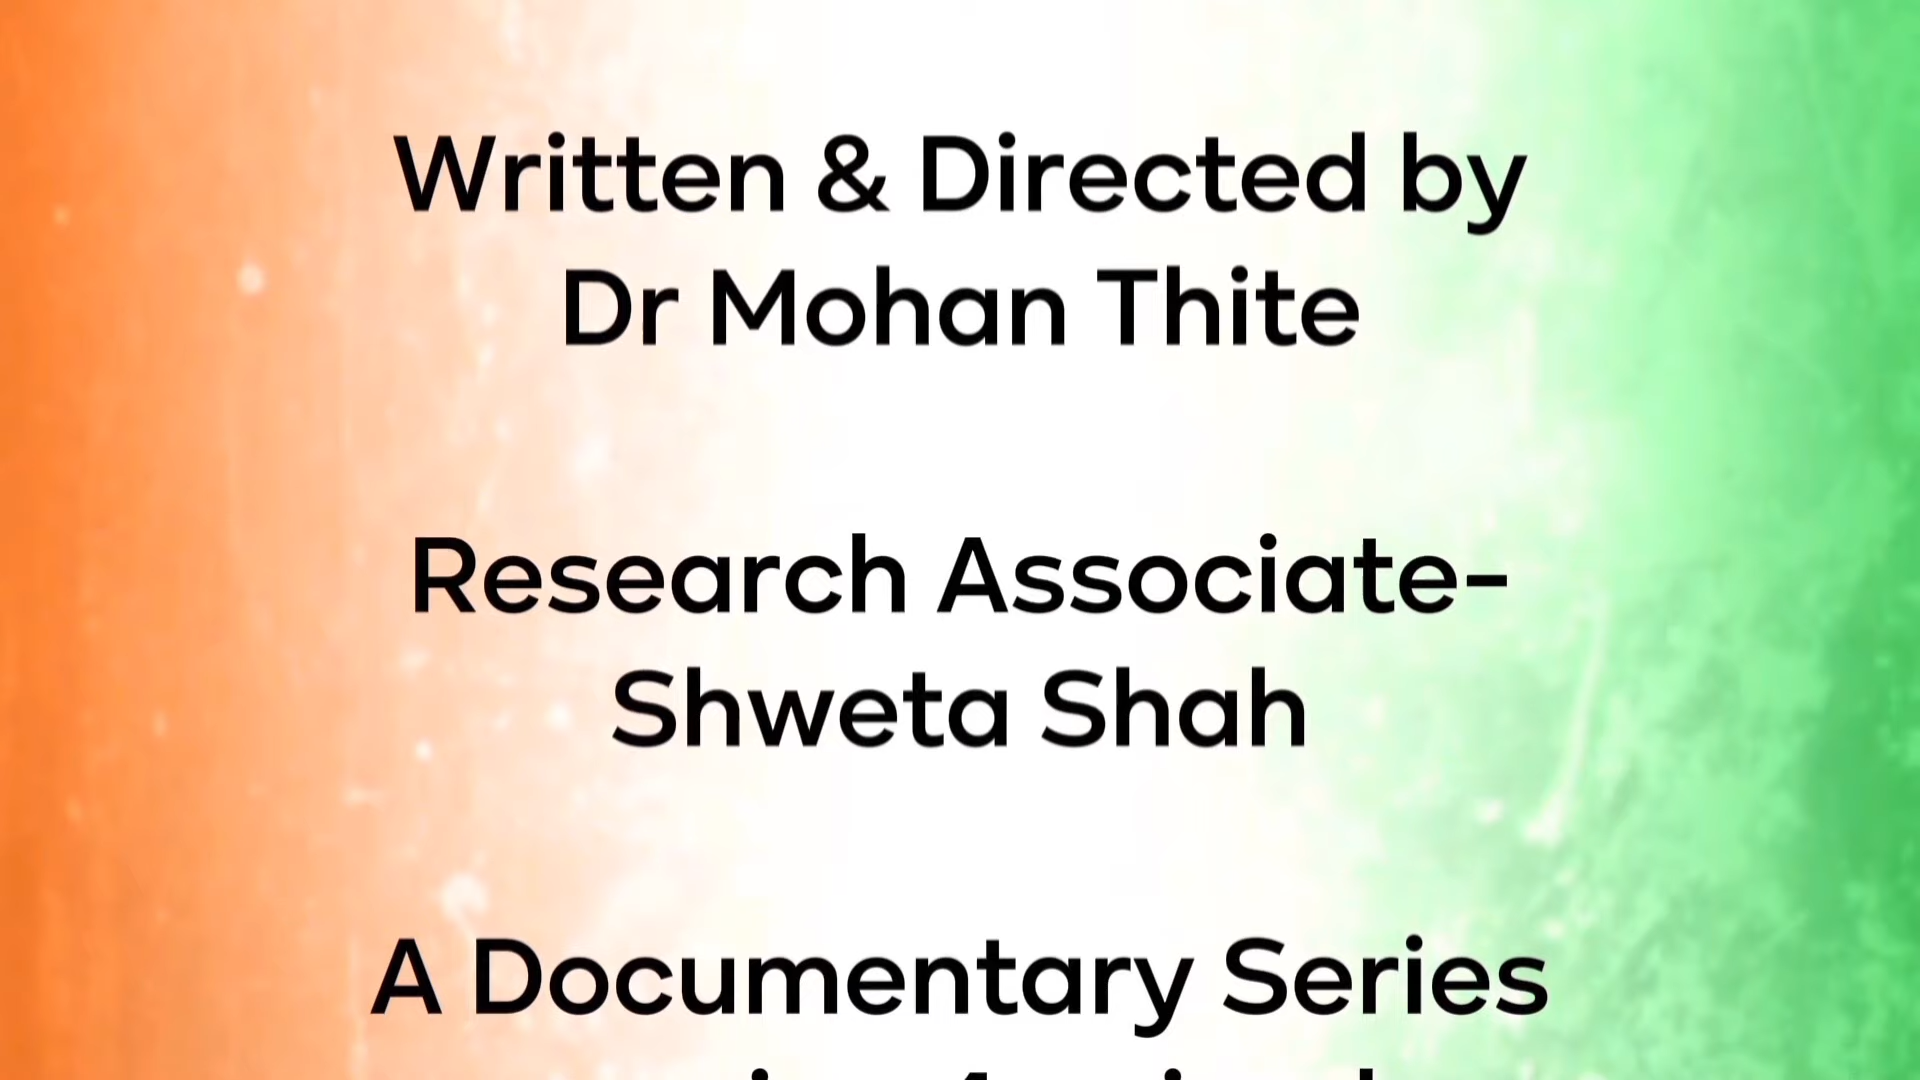 Written & Directed by
Dr Mohan Thite
Research Associate-
Shweta Shah
A Documentary Series